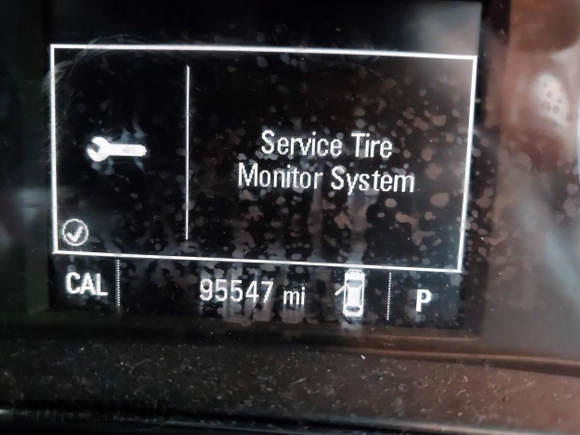 Service Tire
Monitor System
CAL 95547 mi P